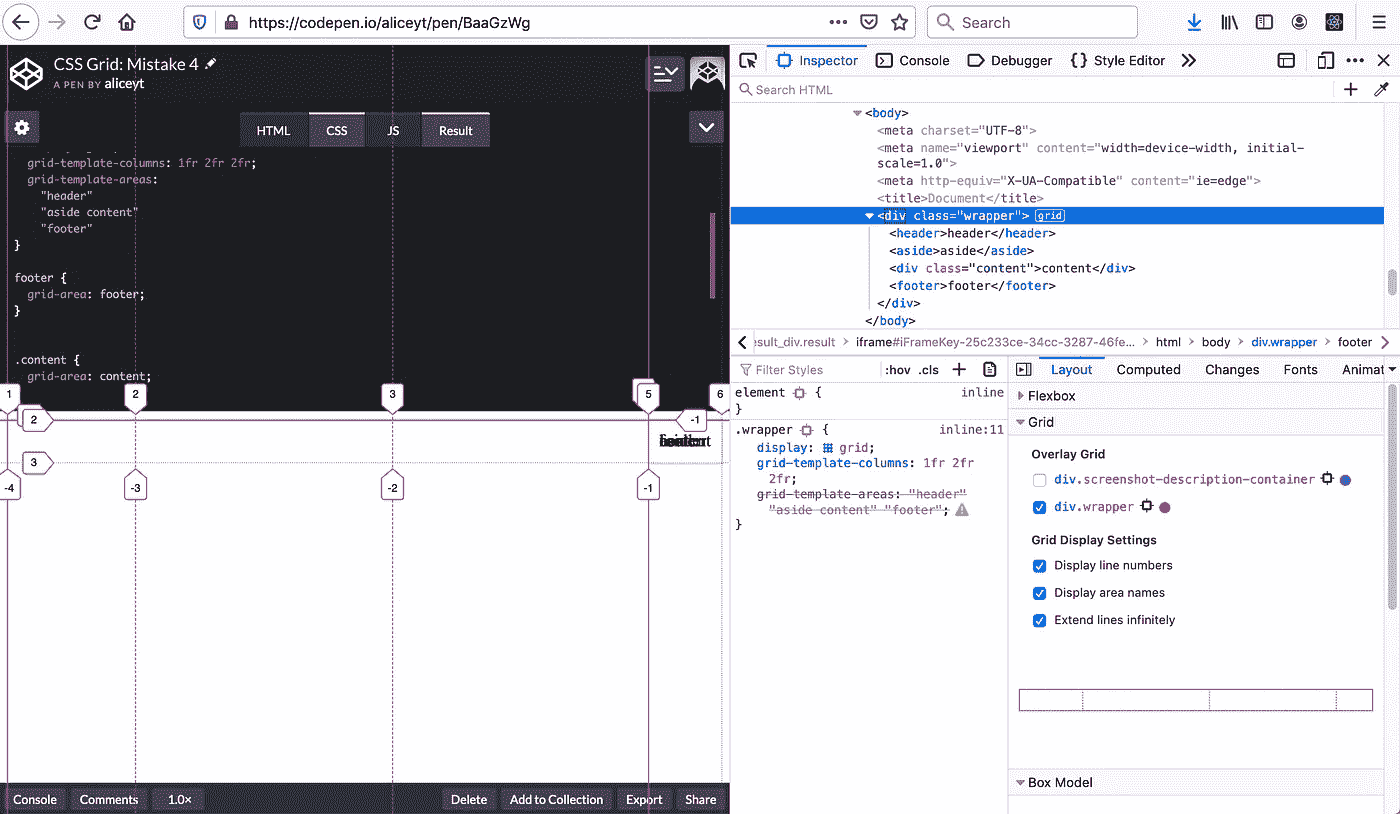 https://codepen.io/aliceyt/pen/BaaGzWg
Search
CSS Grid: Mistake 4
A PEN BY aliceyt
HTML
CSS
JS
Result
grid-template-columns: 1fr 2fr 2fr;
grid-template-areas:
"header"
"aside content"
"footer"
}
footer {
grid-area: footer;
}
.content {
grid-area: content;
1
2
3
5
6
2
-1
3
-4
-3
-2
-1
Console
Comments
1.0×
Delete
Add to Collection
Export
Share
Inspector
Console
Debugger
{ } Style Editor
Search HTML
<body>
<meta charset="UTF-8">
<meta name="viewport" content="width=device-width, initial-
scale=1.0">
<meta http-equiv="X-UA-Compatible" content="ie=edge">
<title>Document</title>
<div class="wrapper"> grid
<header>header</header>
<aside>aside</aside>
<div class="content">content</div>
<footer>footer</footer>
</div>
</body>
esult_div.result > iframe#iFrameKey-25c233ce-34cc-3287-46fe... > html > body > div.wrapper > footer
Filter Styles
:hov .cls +
element { inline
}
.wrapper { inline:11
display: grid;
grid-template-columns: 1fr 2fr
2fr;
grid-template-areas: "header"
"aside content" "footer";
}
Layout
Computed
Changes
Fonts
Animat
Flexbox
Grid
Overlay Grid
div.screenshot-description-container
div.wrapper
Grid Display Settings
Display line numbers
Display area names
Extend lines infinitely
Box Model